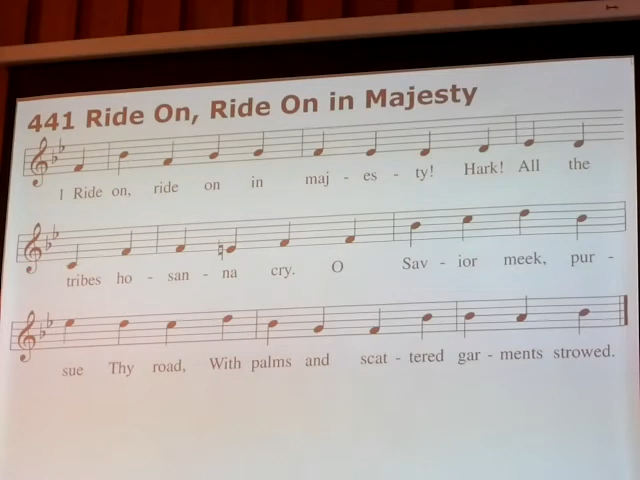 441 Ride On, Ride On in Majesty
1 Ride on, ride on in maj - es - ty! Hark! All the
tribes ho - san - na cry. O Sav - ior meek, pur -
sue Thy road, With palms and scat - tered gar - ments strowed.